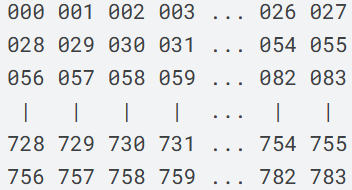 000 001 002 003 ... 026 027
028 029 030 031 ... 054 055
056 057 058 059 ... 082 083
| | | | ... | |
728 729 730 731 ... 754 755
756 757 758 759 ... 782 783